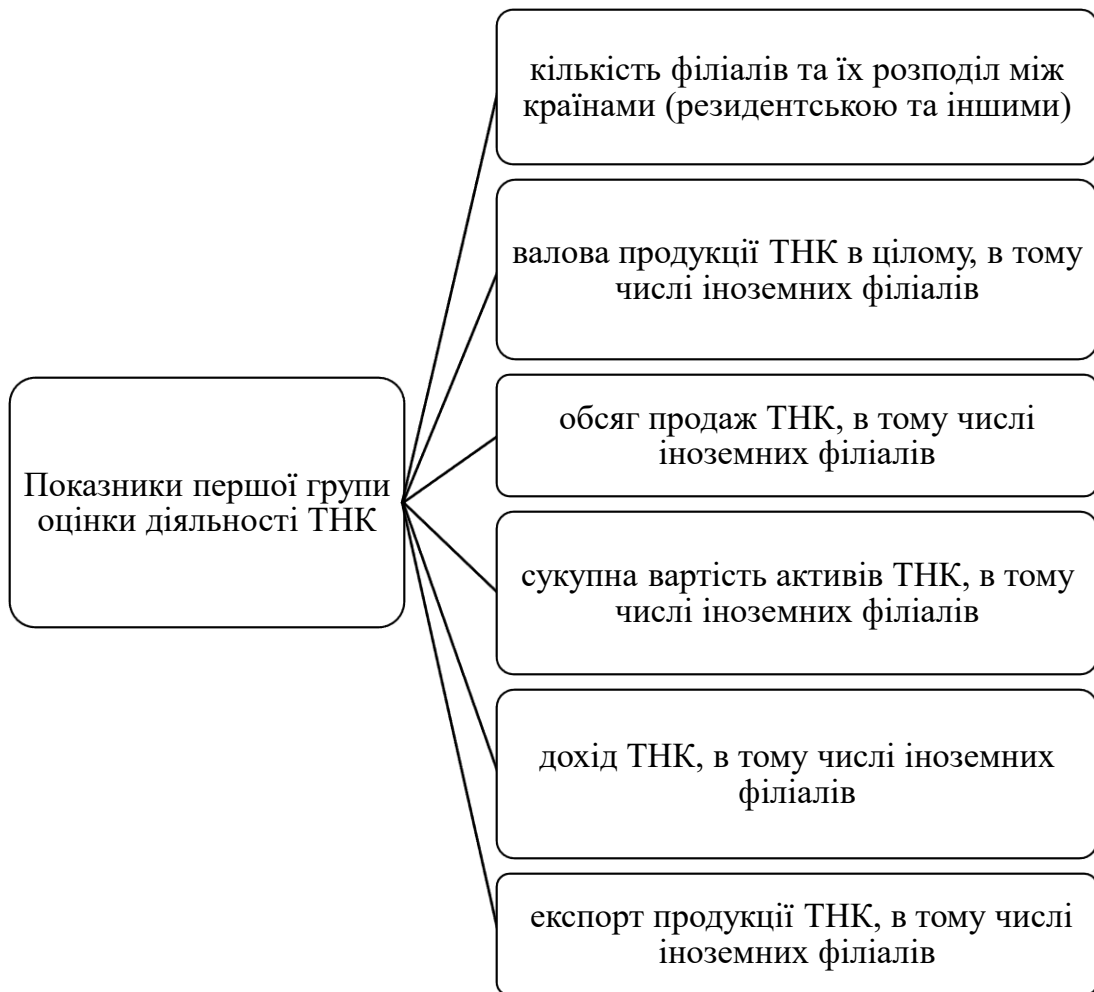 кількість філіалів та їх розподіл між
країнами (резидентською та іншими)
валова продукції ТНК в цілому, в тому
числі іноземних філіалів
обсяг продаж ТНК, в тому числі
іноземних філіалів
Показники першої групи
оцінки діяльності ТНК
сукупна вартість активів ТНК, в тому
числі іноземних філіалів
дохід ТНК, в тому числі іноземних
філіалів
експорт продукції ТНК, в тому числі
іноземних філіалів